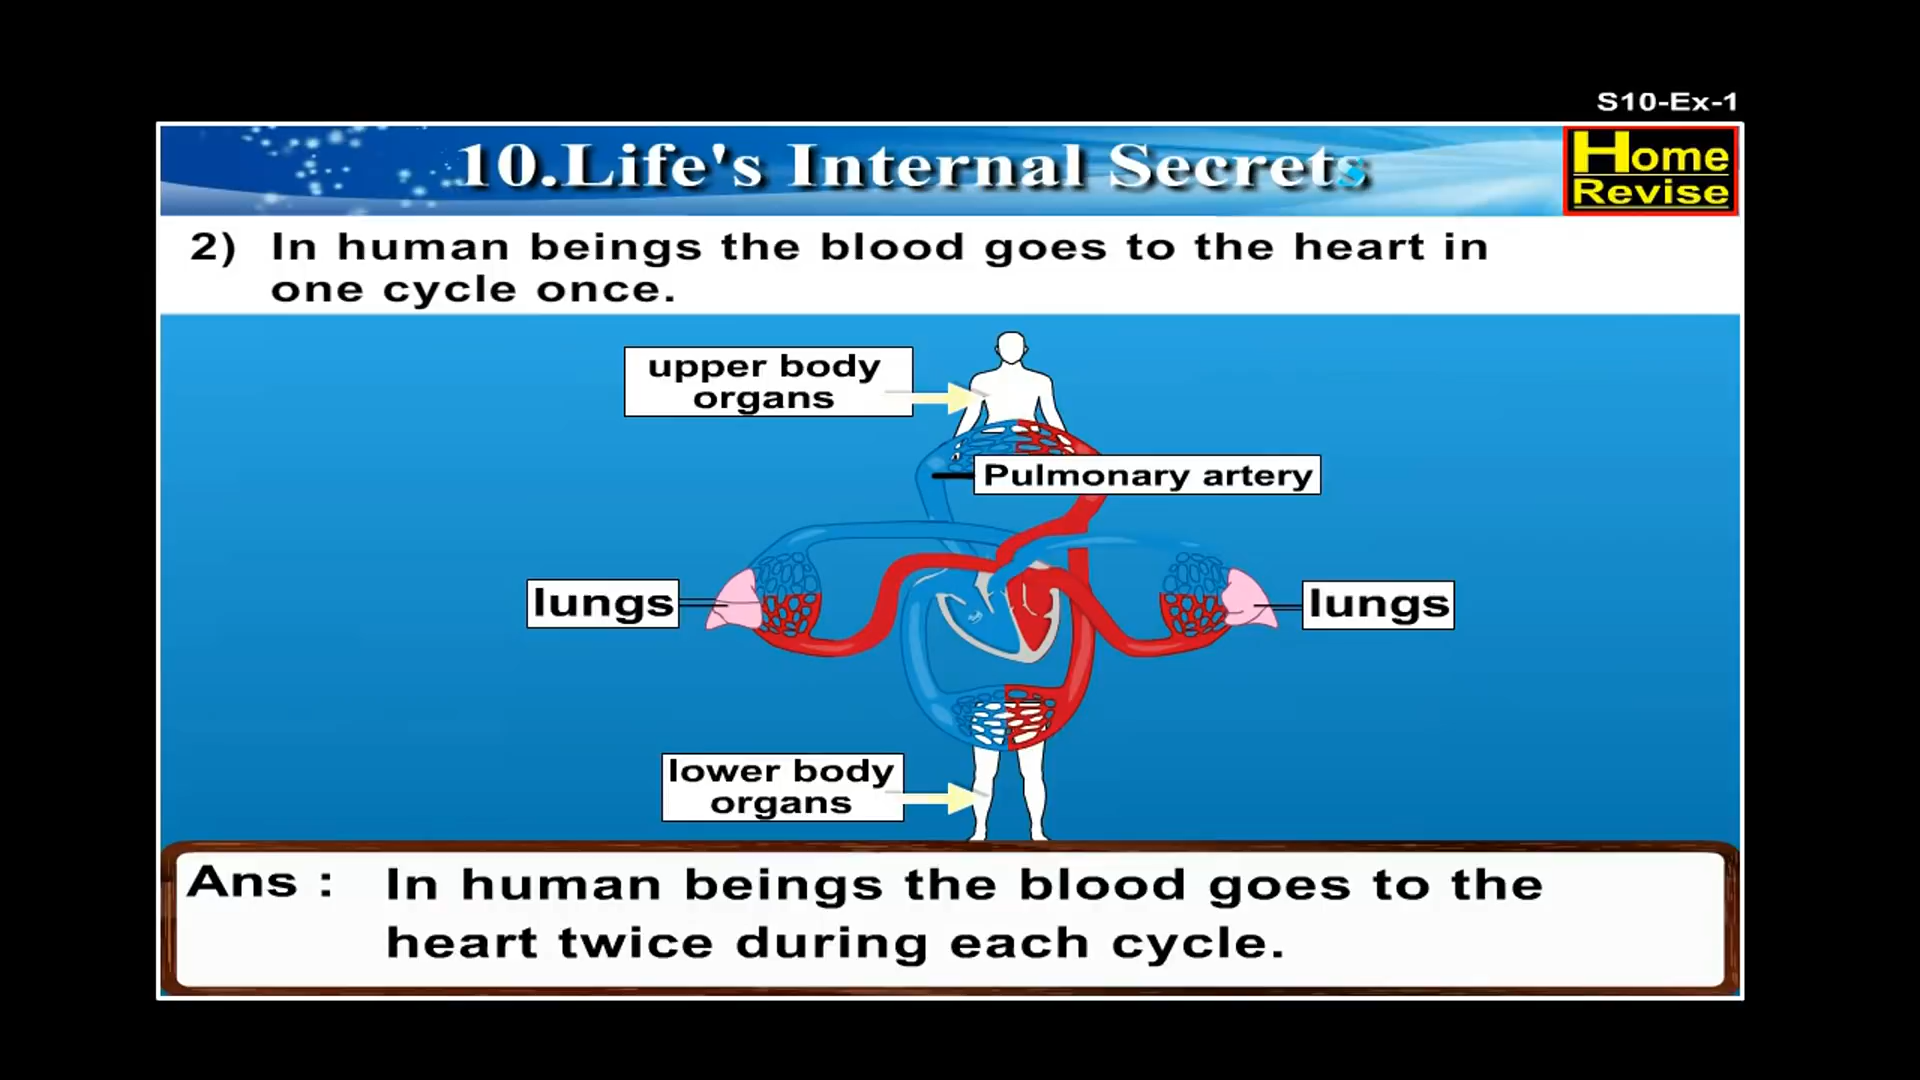 S10-Ex-1
10.Life's Internal Secrets
Home
Revise
2) In human beings the blood goes to the heart in
one cycle once.
upper body
organs
Pulmonary artery
lungs
lungs
lower body
organs
Ans : In human beings the blood goes to the
heart twice during each cycle.